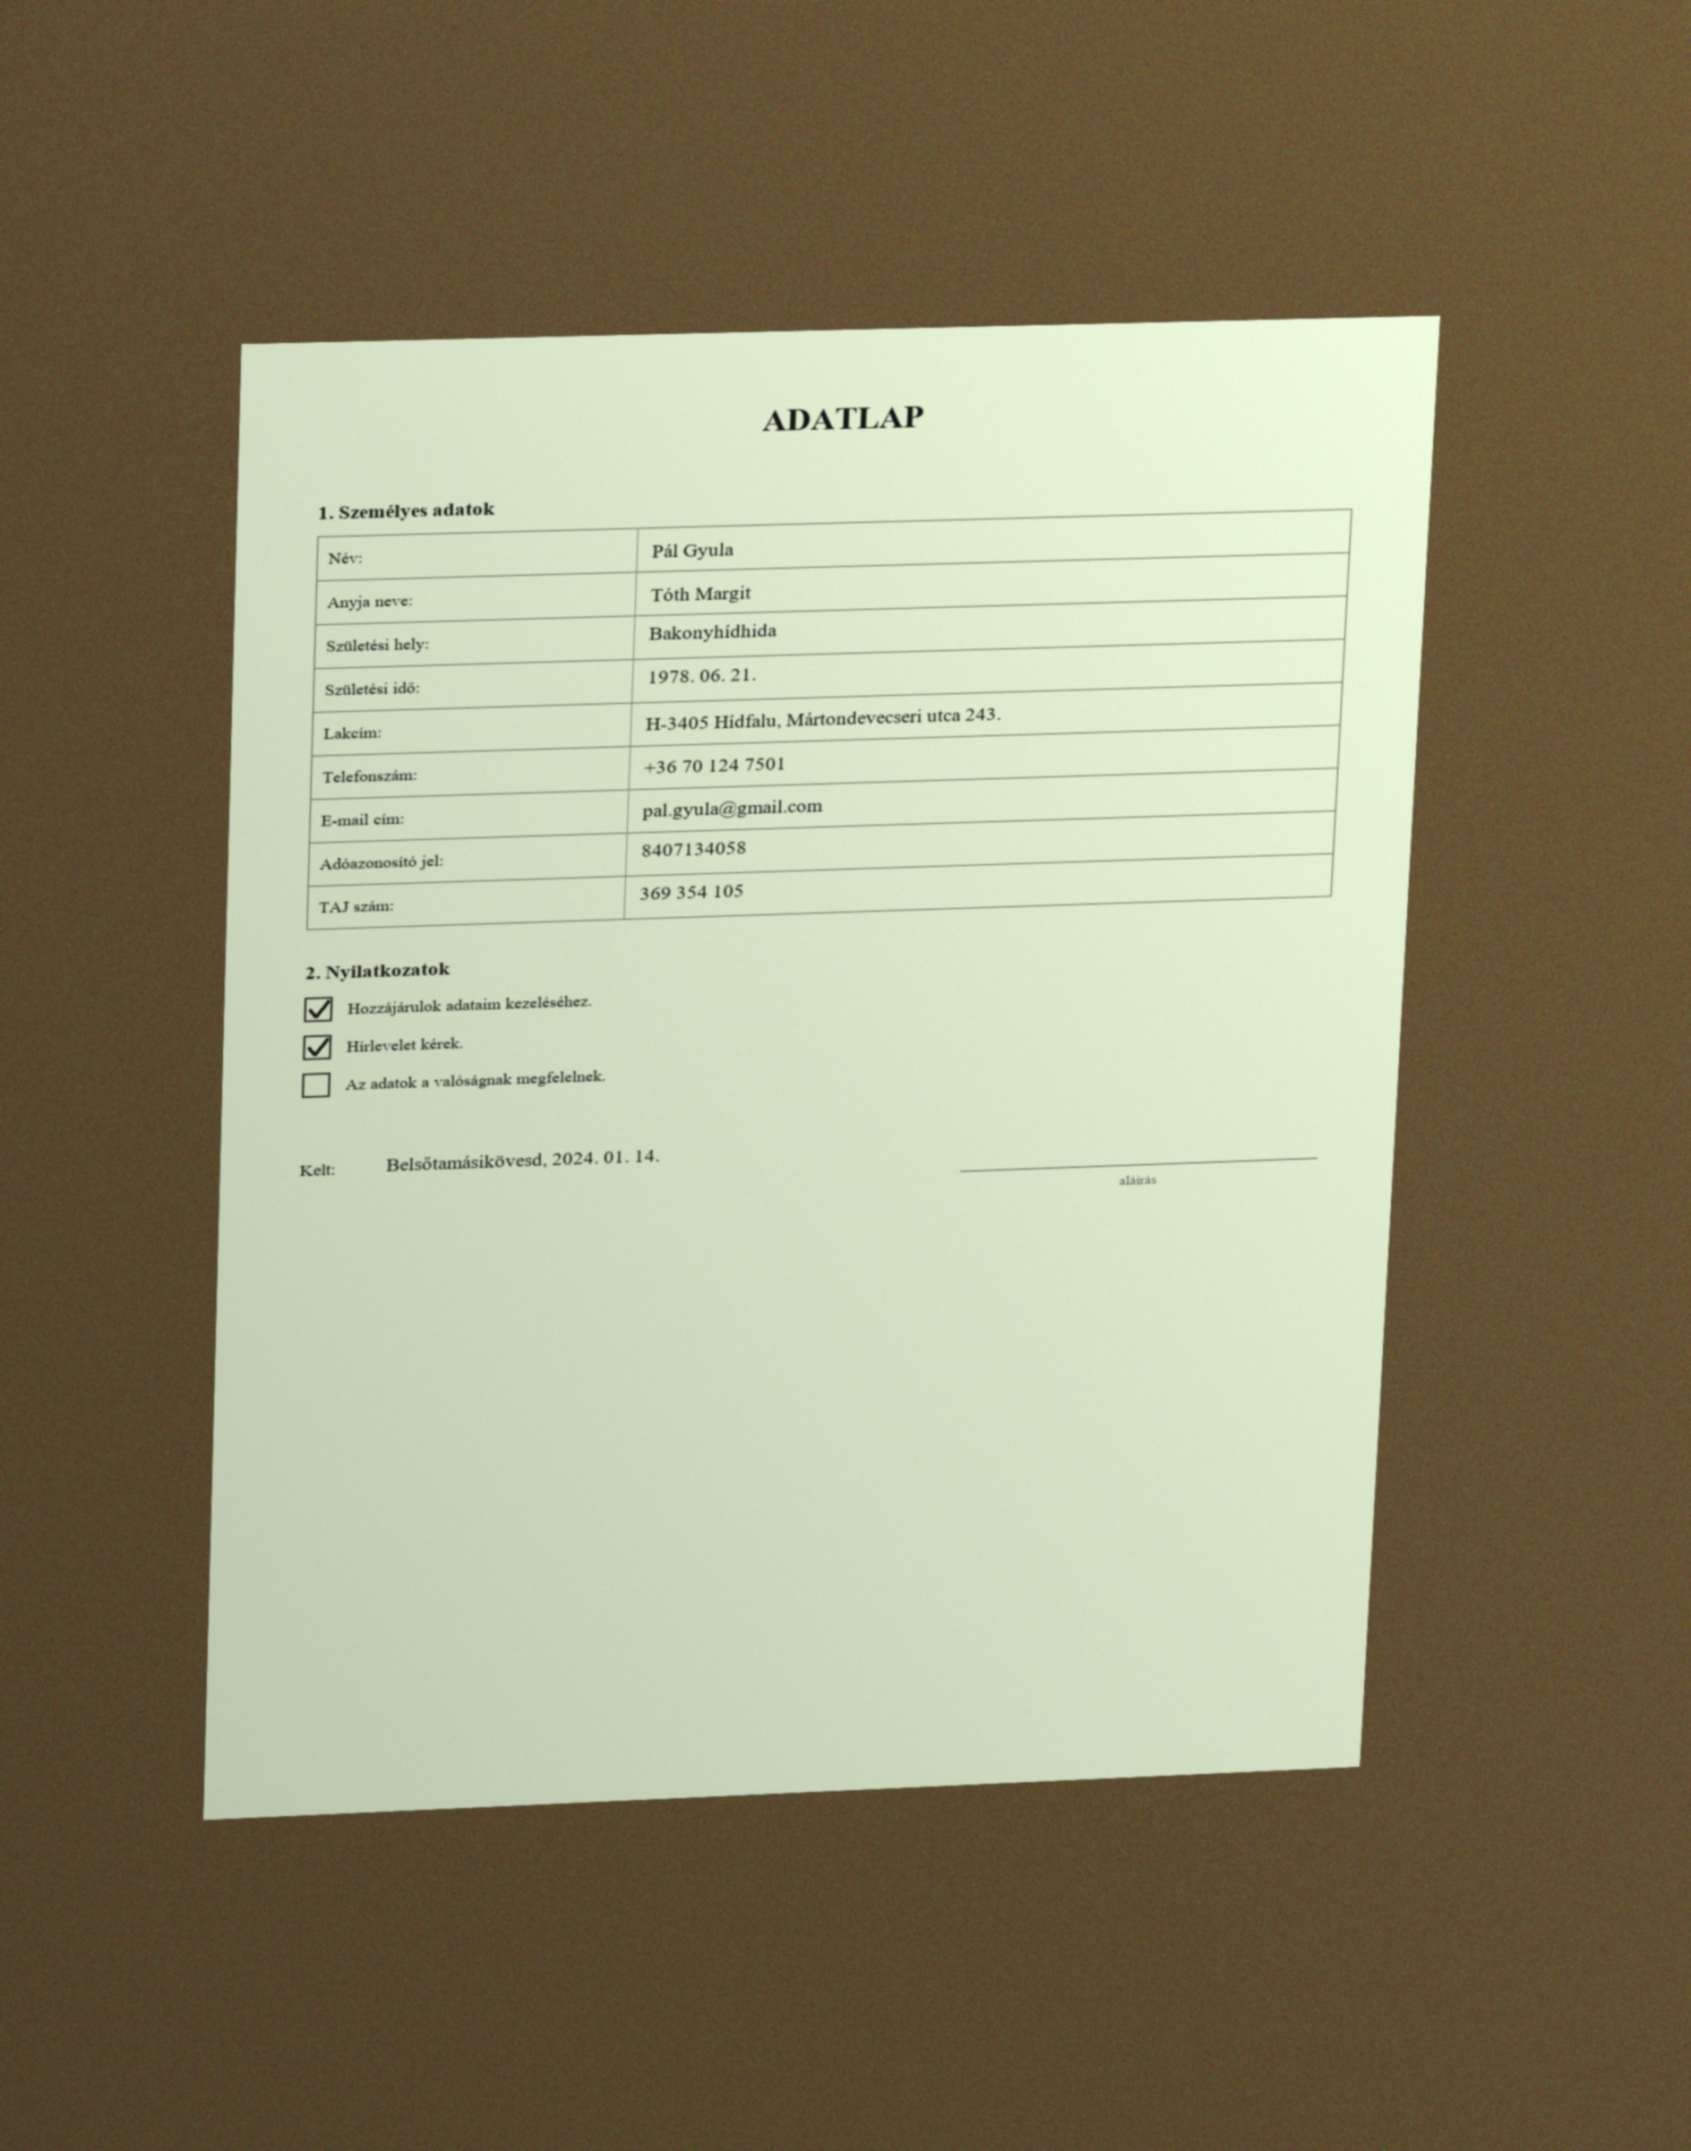 ADATLAP
1. Személyes adatok
Név: Pál Gyula
Anyja neve: Tóth Margit
Születési hely: Bakonyhídhida
Születési idő: 1978. 06. 21.
Lakcím: H-3405 Hídfalu, Mártondevecseri utca 243.
Telefonszám: +36 70 124 7501
E-mail cím: pal.gyula@gmail.com
Adóazonosító jel: 8407134058
TAJ szám: 369 354 105
2. Nyilatkozatok
Hozzájárulok adataim kezeléséhez.
Hírlevelet kérek.
Az adatok a valóságnak megfelelnek.
Kelt: Belsőtamásikövesd, 2024. 01. 14.
aláírás